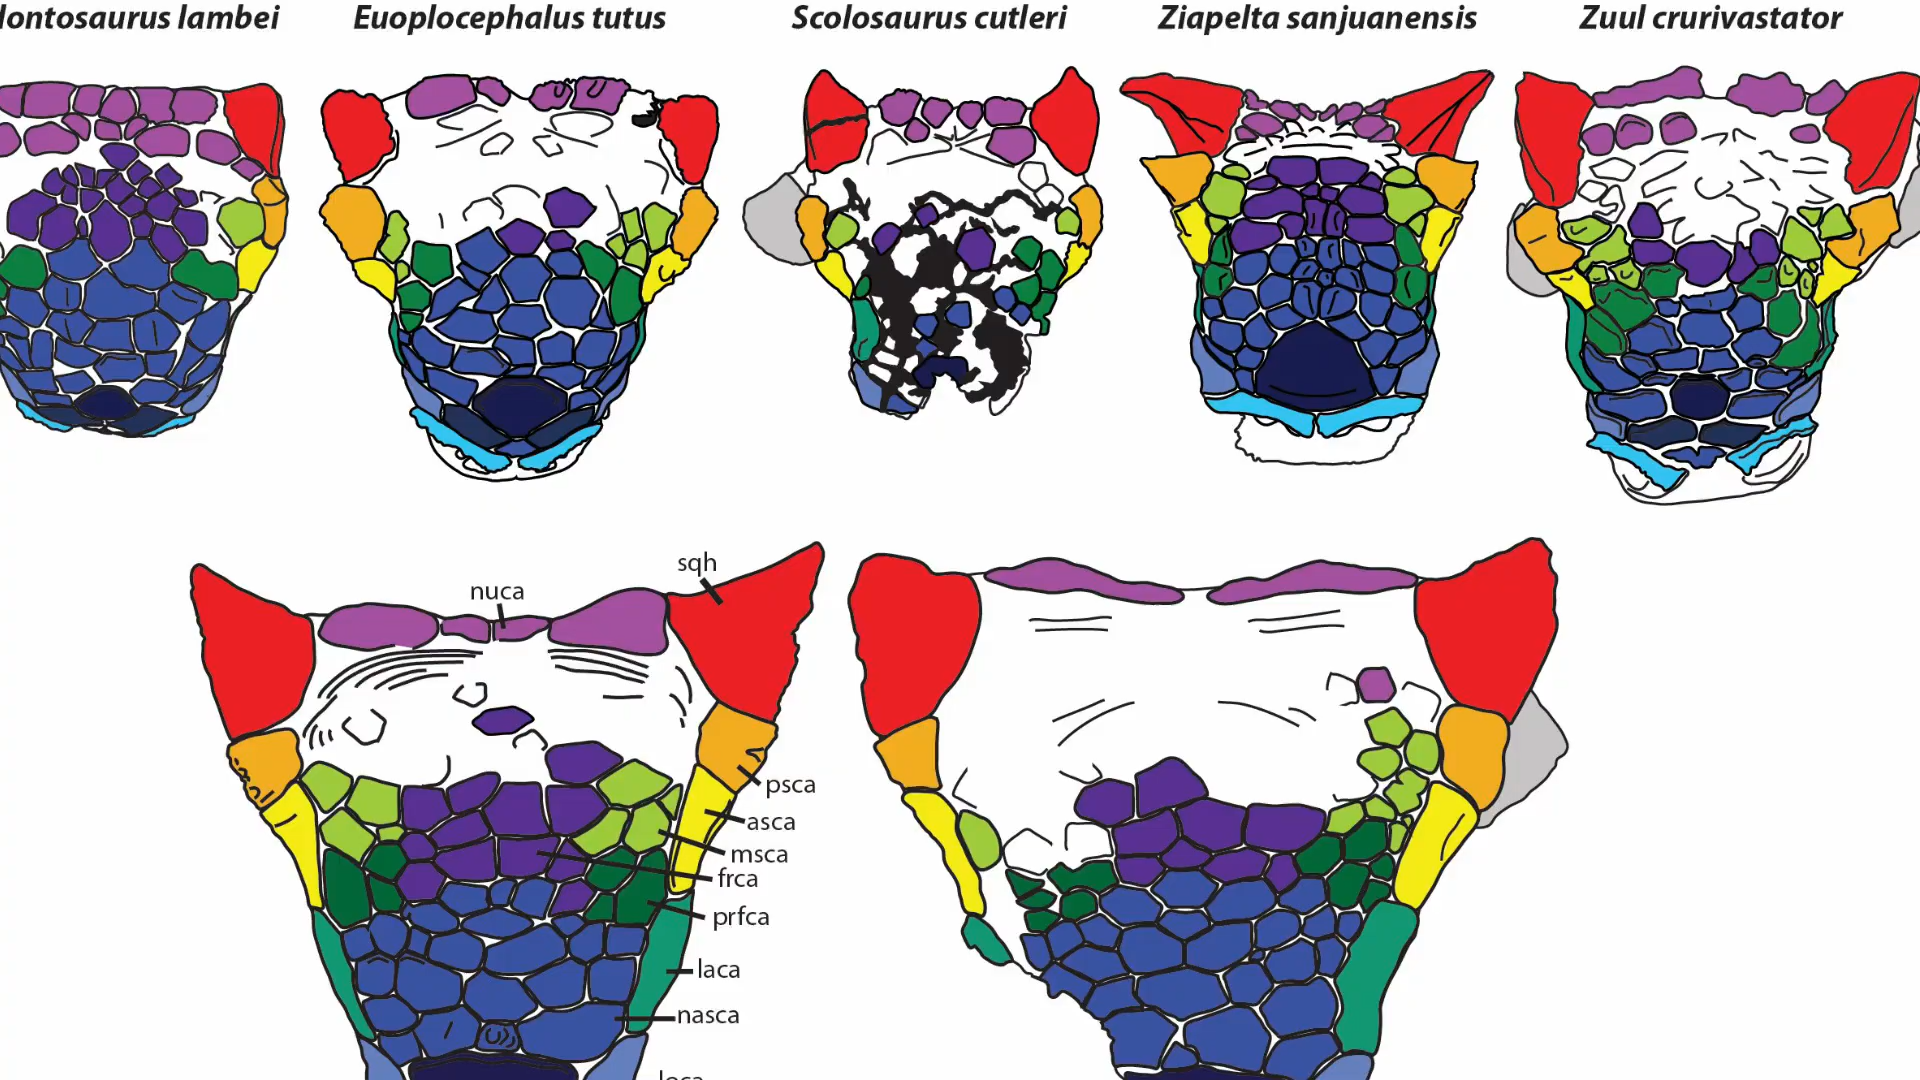 lontosaurus lambei
Euoplocephalus tutus
Scolosaurus cutleri
Ziapelta sanjuanensis
Zuul crurivastator
sqh
nuca
psca
asca
msca
frca
prfca
laca
nasca